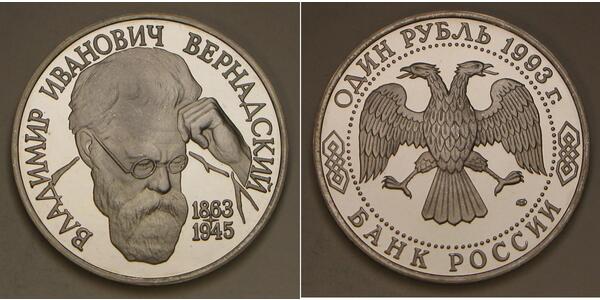 ВЛАДИМИР ИВАНОВИЧ ВЕРНАДСКИЙ
1863
1945
ОДИН РУБЛЬ 1993 г.
БАНК РОССИИ